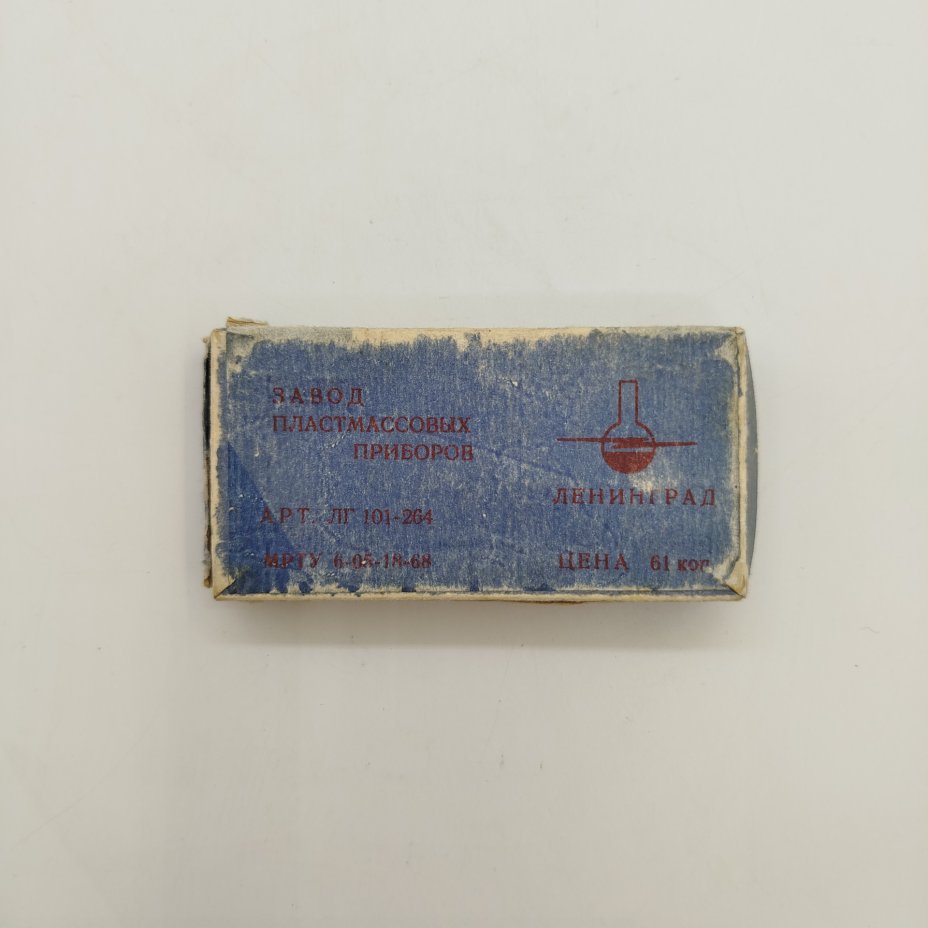 ЗАВОД
ПЛАСТМАССОВЫХ
ПРИБОРОВ
ЛЕНИНГРАД
АРТ. ЛГ 101-264
МРТУ 6-05-18-68
ЦЕНА 61 коп